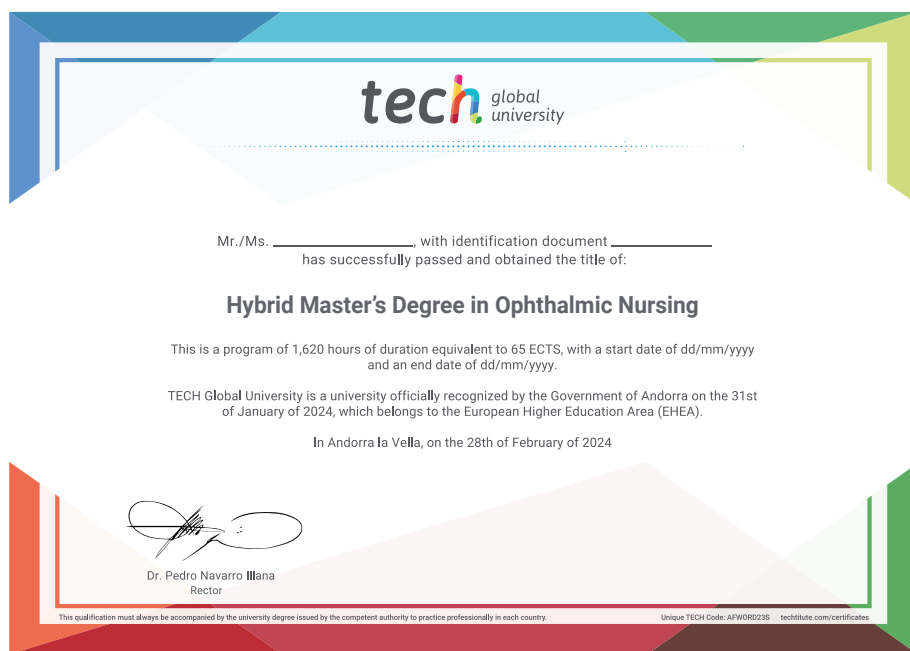 tech global
university
Mr./Ms. ____________________, with identification document ______________
has successfully passed and obtained the title of:
Hybrid Master's Degree in Ophthalmic Nursing
This is a program of 1,620 hours of duration equivalent to 65 ECTS, with a start date of dd/mm/yyyy
and an end date of dd/mm/yyyy.
TECH Global University is a university officially recognized by the Government of Andorra on the 31st
of January of 2024, which belongs to the European Higher Education Area (EHEA).
In Andorra la Vella, on the 28th of February of 2024
Dr. Pedro Navarro Illana
Rector
This qualification must always be accompanied by the university degree issued by the competent authority to practice professionally in each country.
Unique TECH Code: AFWORD23S techtitute.com/certificates